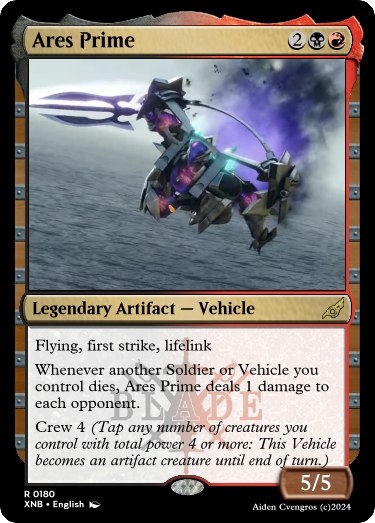 Ares Prime 2
Legendary Artifact — Vehicle
Flying, first strike, lifelink
Whenever another Soldier or Vehicle you
control dies, Ares Prime deals 1 damage to
each opponent.
BLADE
Crew 4 (Tap any number of creatures you
control with total power 4 or more: This Vehicle
becomes an artifact creature until end of turn.)
5/5
R 0180
XNB • English
Aiden Cvengros (c)2024